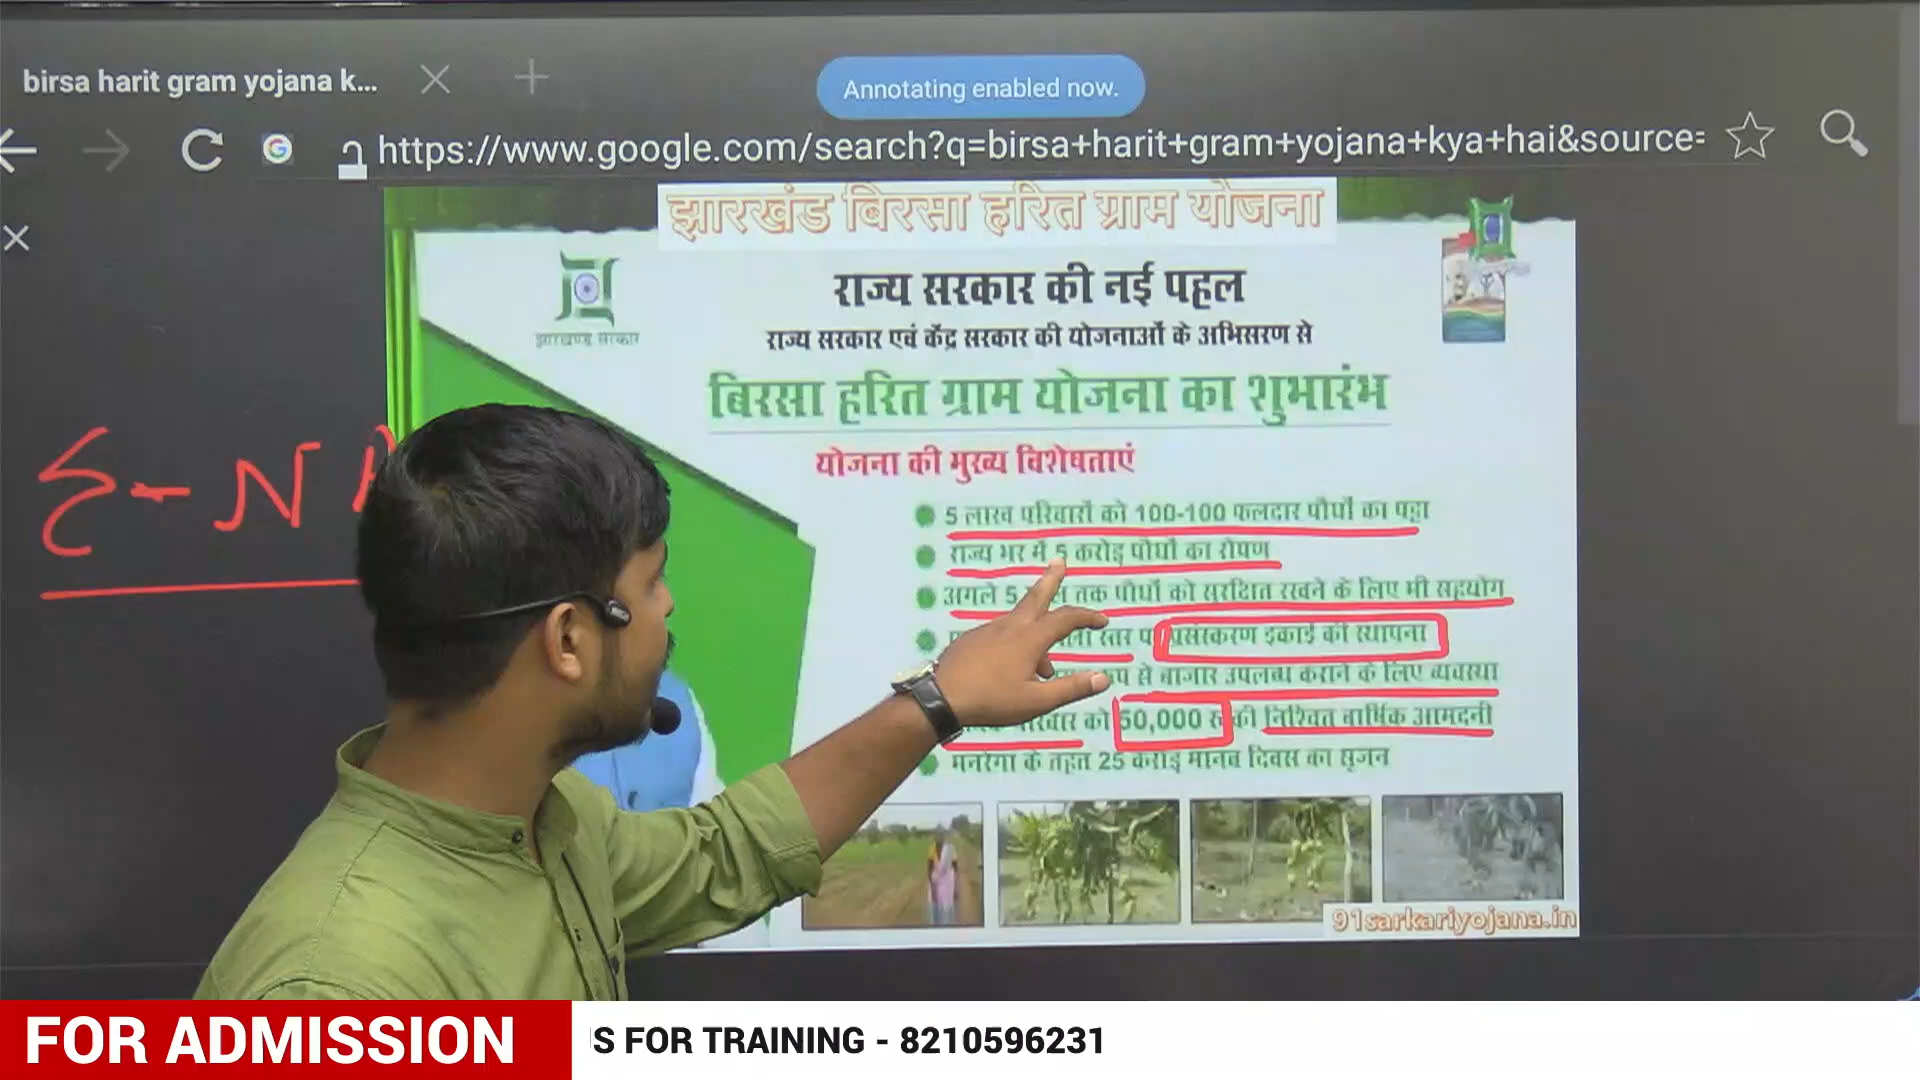 birsa harit gram yojana k...
Annotating enabled now.
https://www.google.com/search?q=birsa+harit+gram+yojana+kya+hai&source=
झारखंड बिरसा हरित ग्राम योजना
राज्य सरकार की नई पहल
झारखण्ड सरकार
राज्य सरकार एवं केंद्र सरकार की योजनाओं के अभिसरण से
बिरसा हरित ग्राम योजना का शुभारंभ
योजना की मुख्य विशेषताएं
5 लाख परिवारों को 100-100 फलदार पौधों का पट्टा
राज्य भर में 5 करोड़ पौधों का रोपण
अगले 5 तक पौधों को सुरक्षित रखने के लिए भी सहयोग
स्तर इकाई की स्थापना
से बाजार उपलब्ध कराने के लिए व्यवस्था
को 50,000 रु की निश्चित वार्षिक आमदनी
मनरेगा के तहत 25 करोड़ मानव दिवस का सृजन
91sarkariyojana.in
E-N
FOR ADMISSION
S FOR TRAINING - 8210596231